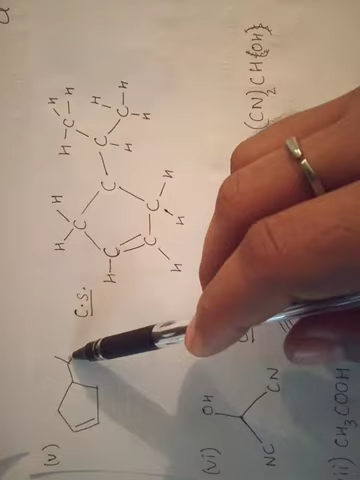 (v)
C.S.
H H H H
H-C C-H
C H
C
H C C H
H H
C C
H H
(vi)
OH
NC CN
(CN)₂CH{OH}
CH₃COOH